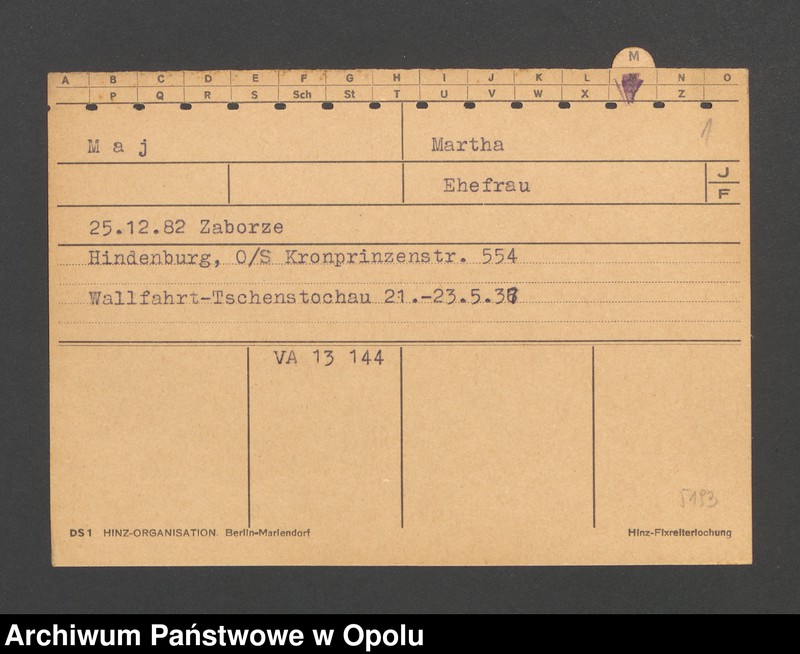 M
A B C D E F G H I J K L M N O
P Q R S Sch St T U V W X Z
M a j Martha 1
Ehefrau J
F
25.12.82 Zaborze
Hindenburg, O/S Kronprinzenstr. 554
Wallfahrt-Tschenstochau 21.-23.5.37
VA 13 144
5193
DS1 HINZ-ORGANISATION. Berlin-Mariendorf Hinz-Fixreiterlochung
Archiwum Państwowe w Opolu